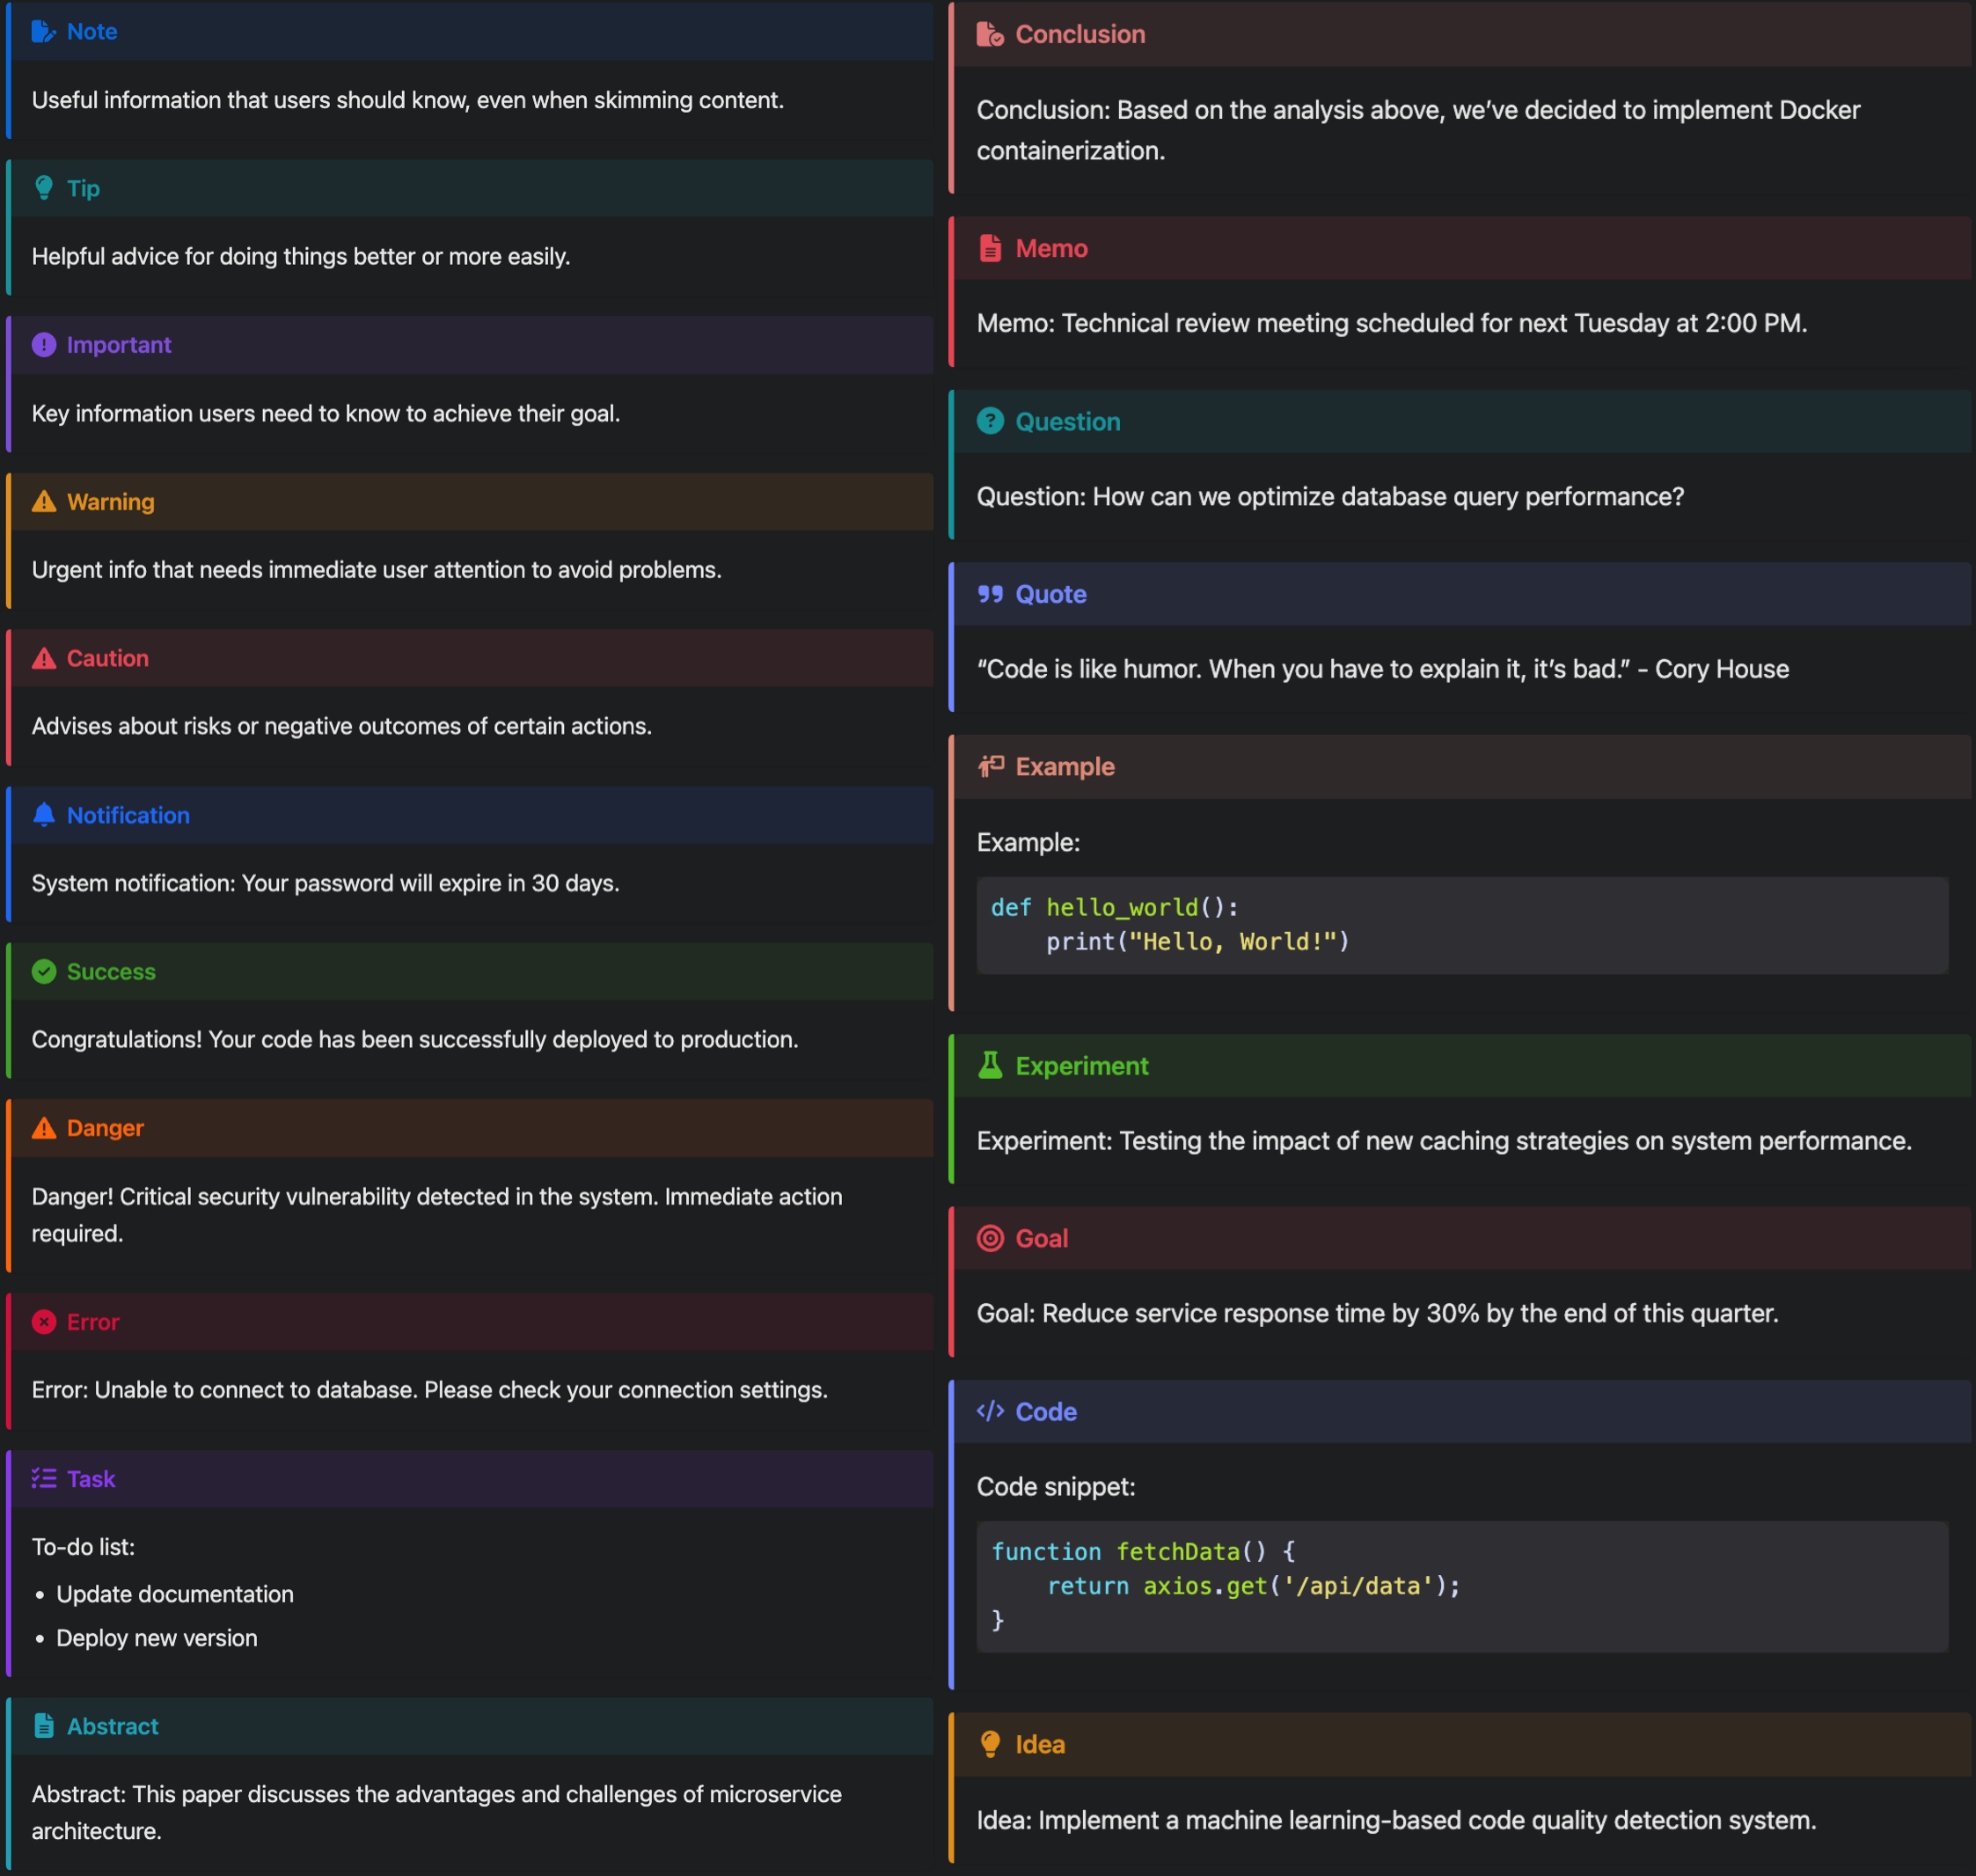 Note
Useful information that users should know, even when skimming content.
Tip
Helpful advice for doing things better or more easily.
Important
Key information users need to know to achieve their goal.
Warning
Urgent info that needs immediate user attention to avoid problems.
Caution
Advises about risks or negative outcomes of certain actions.
Notification
System notification: Your password will expire in 30 days.
Success
Congratulations! Your code has been successfully deployed to production.
Danger
Danger! Critical security vulnerability detected in the system. Immediate action
required.
Error
Error: Unable to connect to database. Please check your connection settings.
Task
To-do list:
• Update documentation
• Deploy new version
Abstract
Abstract: This paper discusses the advantages and challenges of microservice
architecture.
Conclusion
Conclusion: Based on the analysis above, we’ve decided to implement Docker
containerization.
Memo
Memo: Technical review meeting scheduled for next Tuesday at 2:00 PM.
Question
Question: How can we optimize database query performance?
Quote
“Code is like humor. When you have to explain it, it’s bad.” - Cory House
Example
Example:
def hello_world():
    print("Hello, World!")
Experiment
Experiment: Testing the impact of new caching strategies on system performance.
Goal
Goal: Reduce service response time by 30% by the end of this quarter.
Code
Code snippet:
function fetchData() {
    return axios.get('/api/data');
}
Idea
Idea: Implement a machine learning-based code quality detection system.